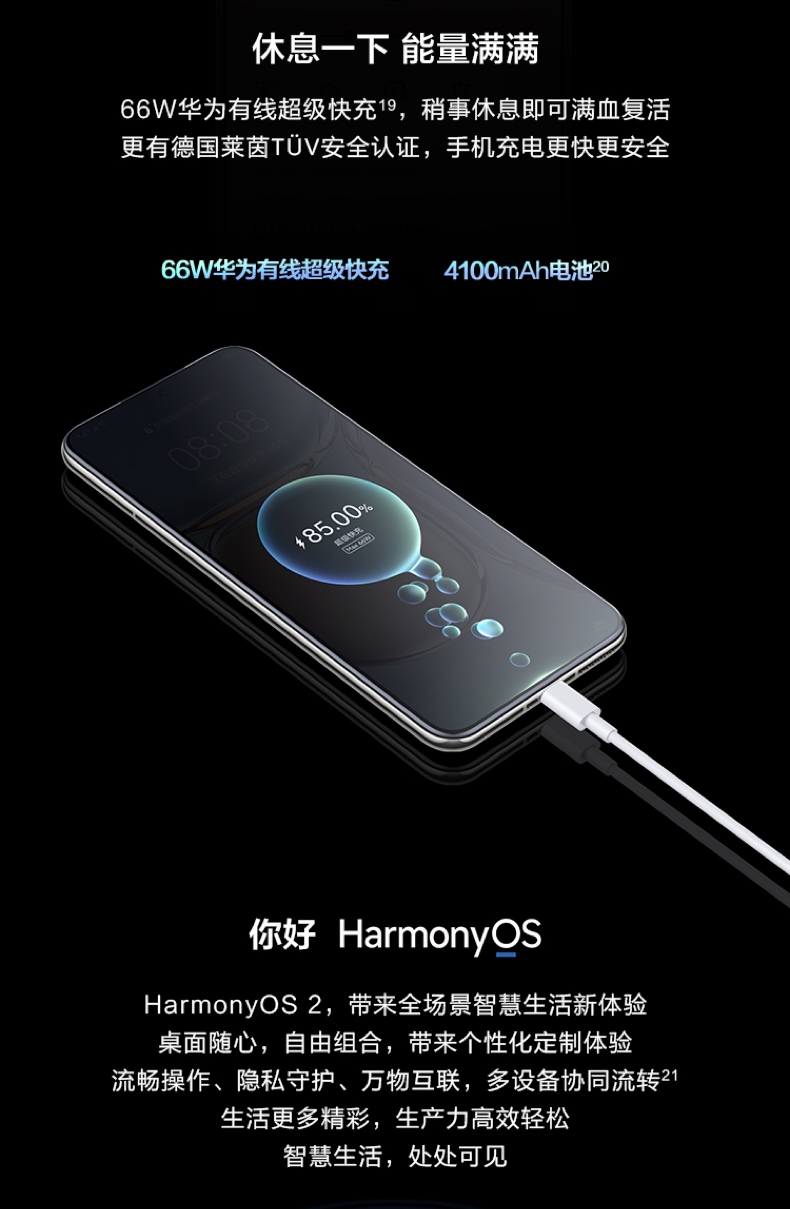 休息一下 能量满满
66W华为有线超级快充¹⁹，稍事休息即可满血复活
更有德国莱茵TÜV安全认证，手机充电更快更安全
66W华为有线超级快充 4100mAh电池²⁰
08:08
85.00%
超级快充
Max 66W
你好 HarmonyOS
HarmonyOS 2，带来全场景智慧生活新体验
桌面随心，自由组合，带来个性化定制体验
流畅操作、隐私守护、万物互联，多设备协同流转²¹
生活更多精彩，生产力高效轻松
智慧生活，处处可见